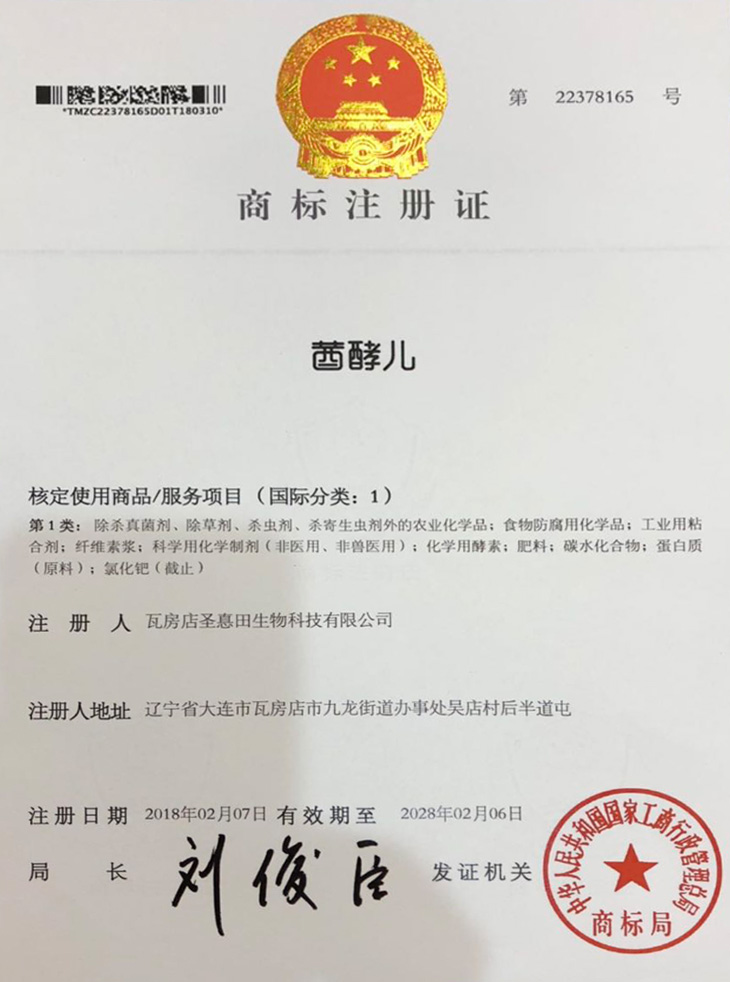 *TMZC22378165D01T180310*
第 22378165 号
商标注册证
茜酵儿
核定使用商品/服务项目（国际分类：1）
第1类：除杀真菌剂、除草剂、杀虫剂、杀寄生虫剂外的农业化学品；食物防腐用化学品；工业用粘
合剂；纤维素浆；科学用化学制剂（非医用、非兽医用）；化学用酵素；肥料；碳水化合物；蛋白质
（原料）；氯化钯（截止）
注册人 瓦房店圣惪田生物科技有限公司
注册人地址 辽宁省大连市瓦房店市九龙街道办事处吴店村后半道屯
注册日期 2018年02月07日 有效期至 2028年02月06日
局长 刘俊臣 发证机关
中华人民共和国国家工商行政管理总局
商标局